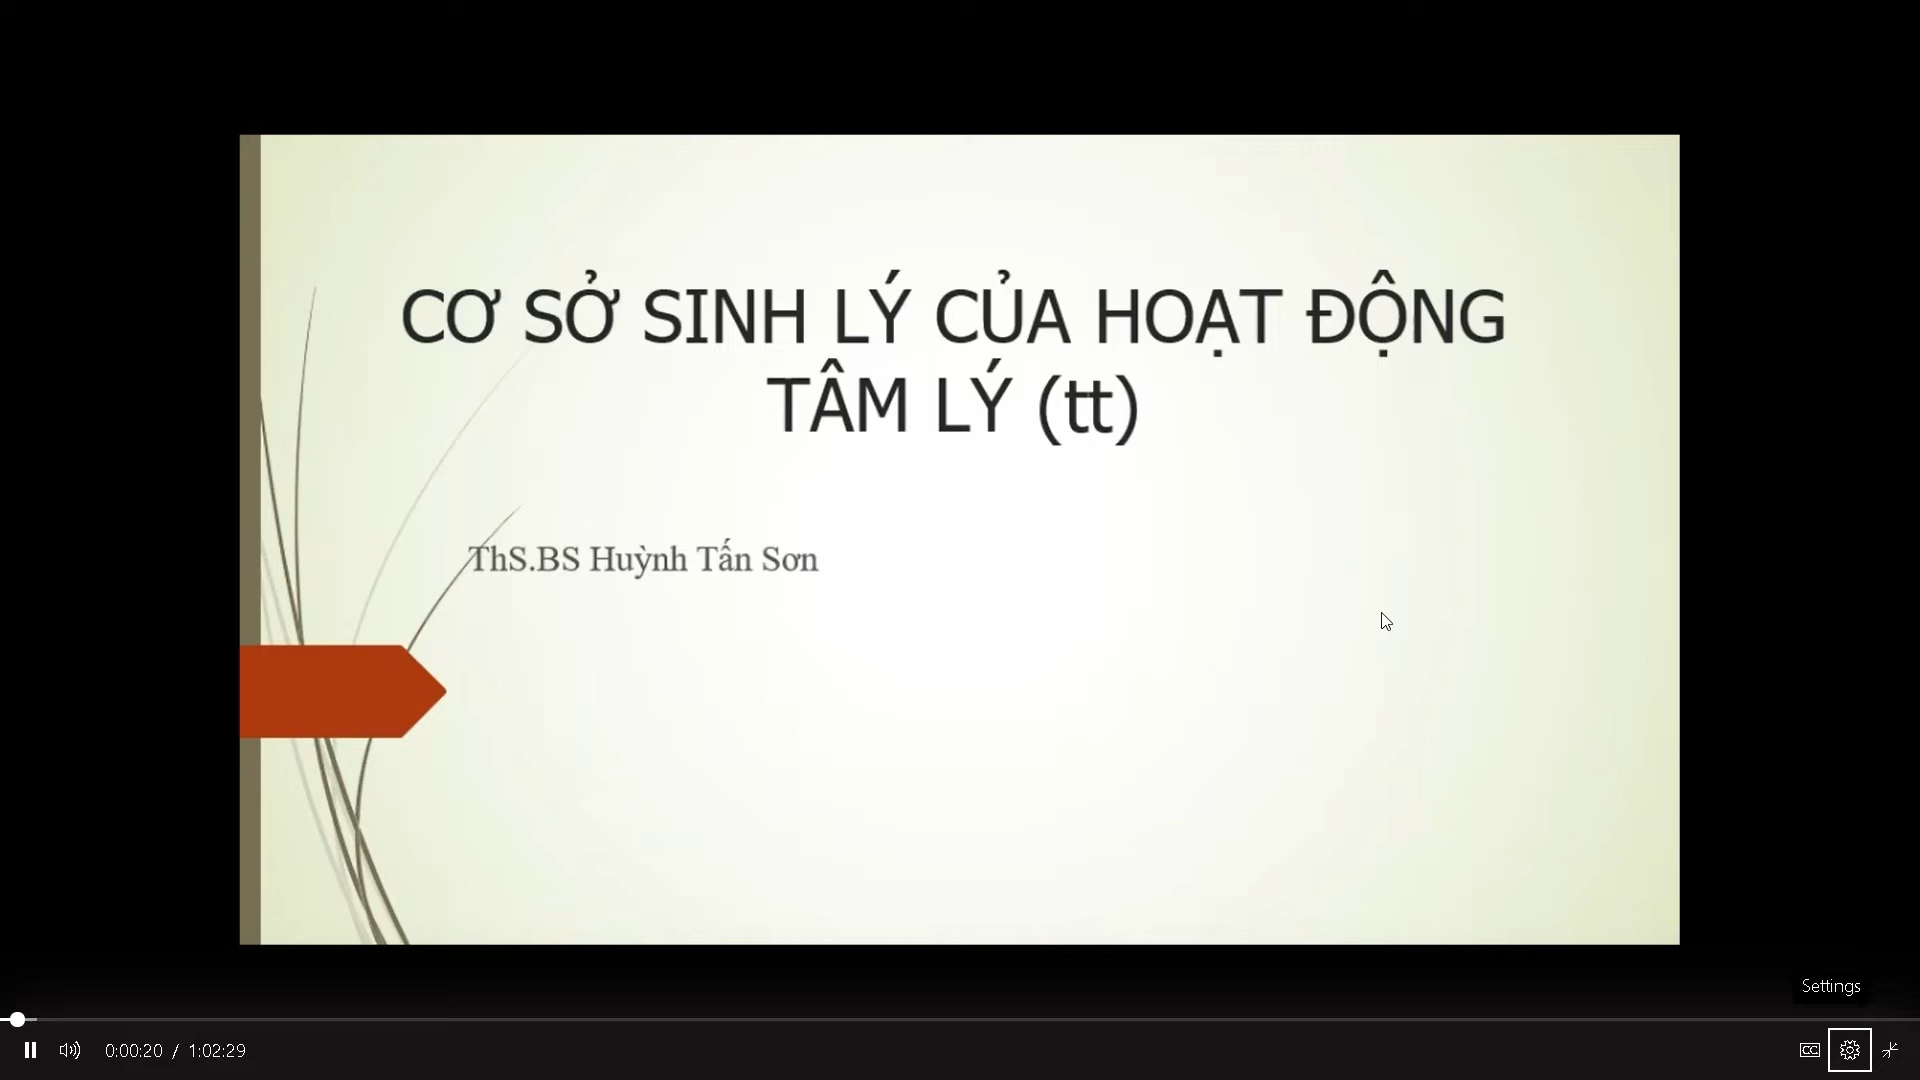 CƠ SỞ SINH LÝ CỦA HOẠT ĐỘNG
TÂM LÝ (tt)
ThS.BS Huỳnh Tấn Sơn
Settings
0:00:20 / 1:02:29
CC